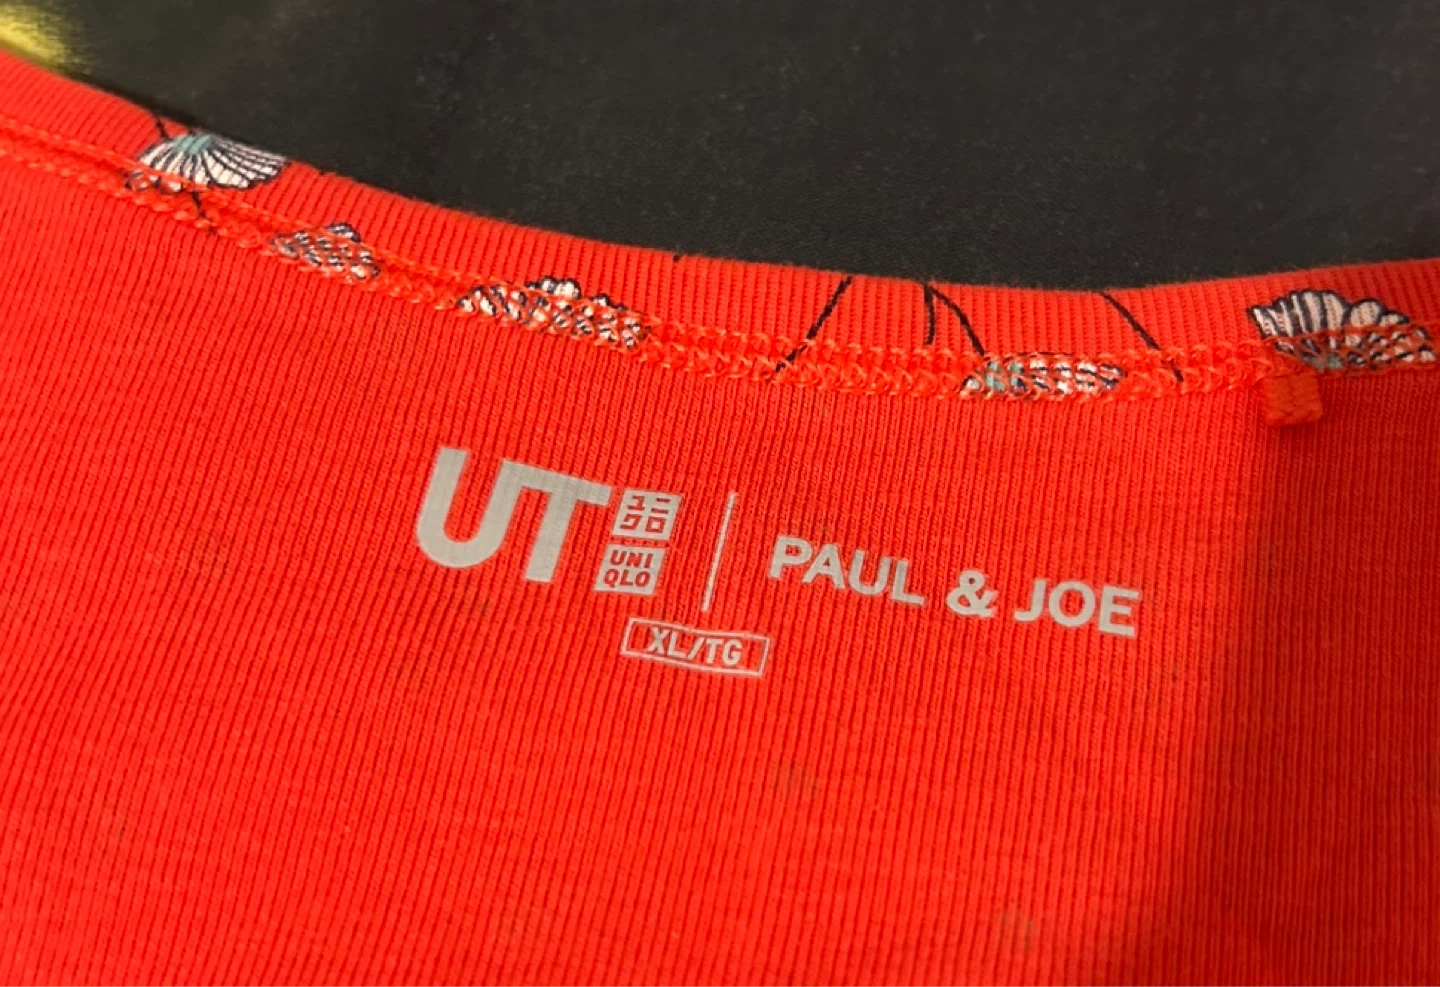 UT ユニクロ UNIQLO | PAUL & JOE
XL/TG